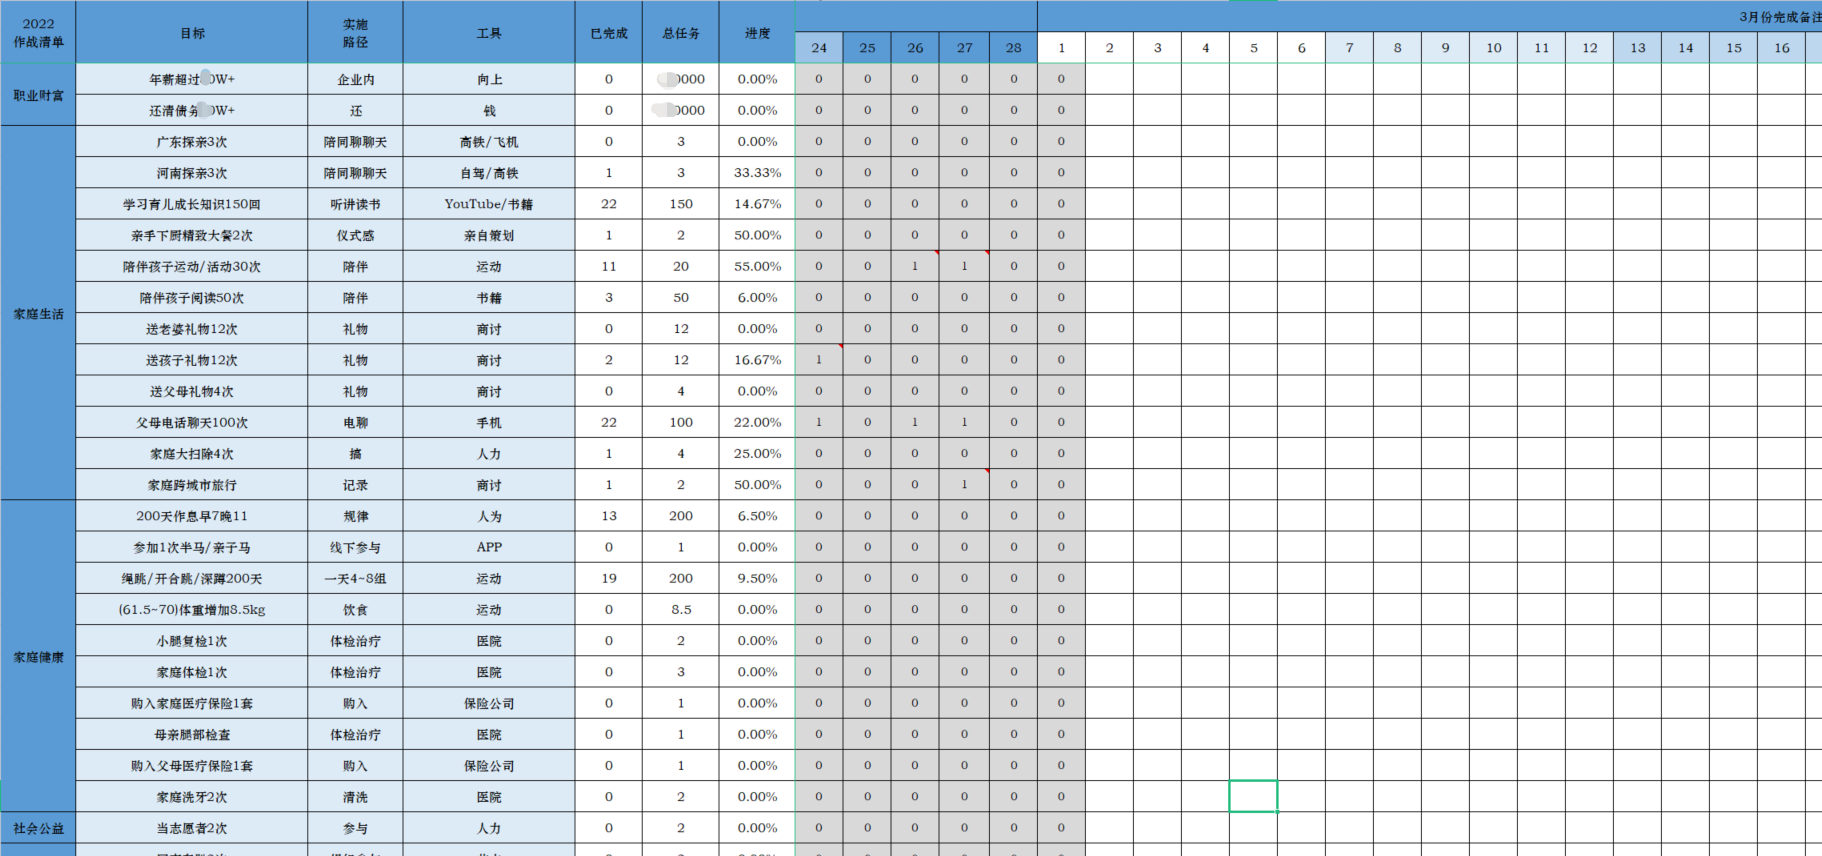 2022
作战清单 目标 实施
路径 工具 已完成 总任务 进度 3月份完成备注
24 25 26 27 28 1 2 3 4 5 6 7 8 9 10 11 12 13 14 15 16
职业财富
年薪超过 0W+ 企业内 向上 0 0000 0.00% 0 0 0 0 0 0
还清债务 0W+ 还 钱 0 0000 0.00% 0 0 0 0 0 0
家庭生活
广东探亲3次 陪同聊聊天 高铁/飞机 0 3 0.00% 0 0 0 0 0 0
河南探亲3次 陪同聊聊天 自驾/高铁 1 3 33.33% 0 0 0 0 0 0
学习育儿成长知识150回 听讲读书 YouTube/书籍 22 150 14.67% 0 0 0 0 0 0
亲手下厨精致大餐2次 仪式感 亲自策划 1 2 50.00% 0 0 0 0 0 0
陪伴孩子运动/活动30次 陪伴 运动 11 20 55.00% 0 0 1 1 0 0
陪伴孩子阅读50次 陪伴 书籍 3 50 6.00% 0 0 0 0 0 0
送老婆礼物12次 礼物 商讨 0 12 0.00% 0 0 0 0 0 0
送孩子礼物12次 礼物 商讨 2 12 16.67% 1 0 0 0 0 0
送父母礼物4次 礼物 商讨 0 4 0.00% 0 0 0 0 0 0
父母电话聊天100次 电聊 手机 22 100 22.00% 1 0 1 1 0 0
家庭大扫除4次 搞 人力 1 4 25.00% 0 0 0 0 0 0
家庭跨域市旅行 记录 商讨 1 2 50.00% 0 0 0 1 0 0
家庭健康
200天作息早7晚11 规律 人为 13 200 6.50% 0 0 0 0 0 0
参加1次半马/亲子马 线下参与 APP 0 1 0.00% 0 0 0 0 0 0
绳跳/开合跳/深蹲200天 一天4~8组 运动 19 200 9.50% 0 0 0 0 0 0
(61.5~70)体重增加8.5kg 饮食 运动 0 8.5 0.00% 0 0 0 0 0 0
小腿复检1次 体检治疗 医院 0 2 0.00% 0 0 0 0 0 0
家庭体检1次 体检治疗 医院 0 3 0.00% 0 0 0 0 0 0
购入家庭医疗保险1套 购入 保险公司 0 1 0.00% 0 0 0 0 0 0
母亲腿部检查 体检治疗 医院 0 1 0.00% 0 0 0 0 0 0
购入父母医疗保险1套 购入 保险公司 0 1 0.00% 0 0 0 0 0 0
家庭洗牙2次 清洗 医院 0 2 0.00% 0 0 0 0 0 0
社会公益 当志愿者2次 参与 人力 0 2 0.00% 0 0 0 0 0 0